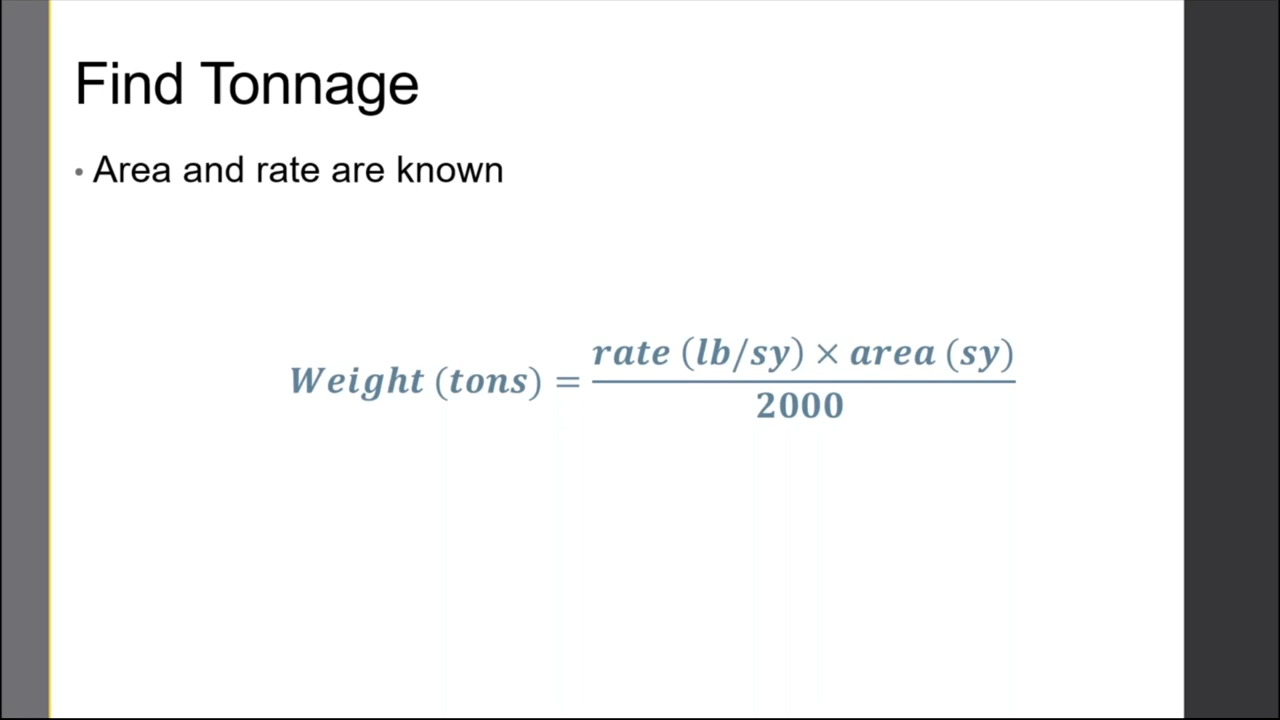 Find Tonnage
• Area and rate are known
Weight (tons) = rate (lb/sy) × area (sy) / 2000